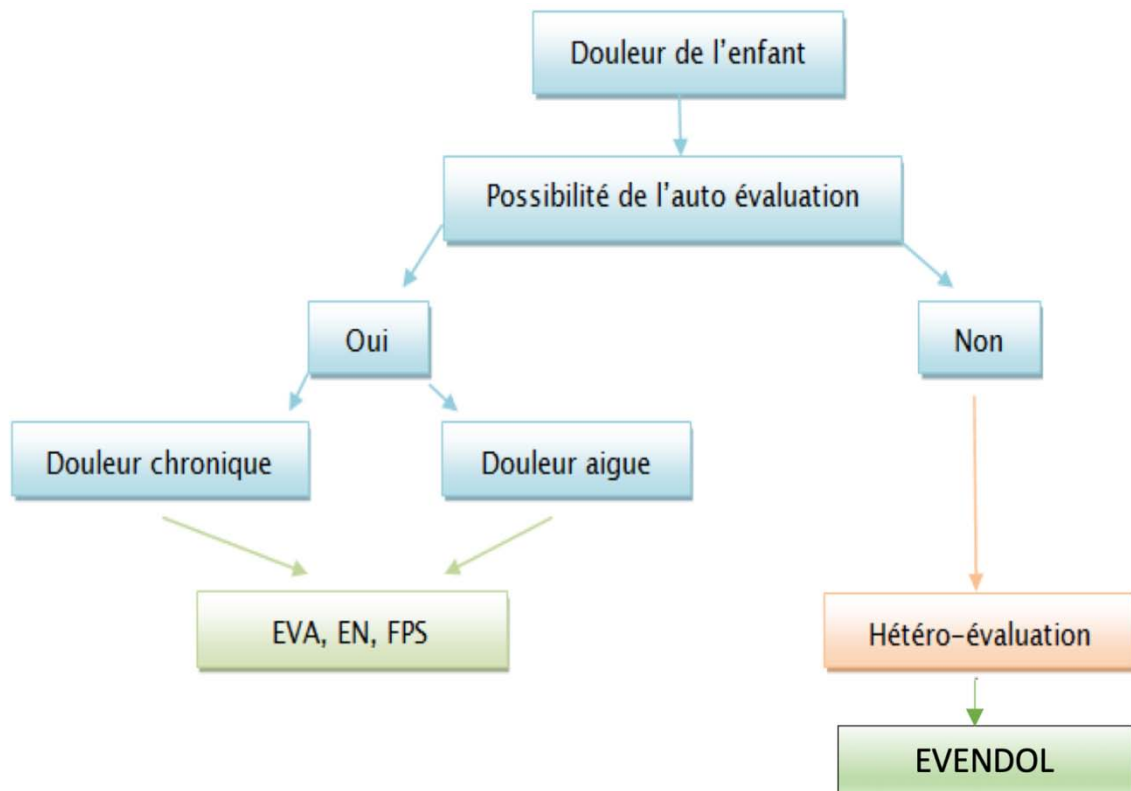 Douleur de l'enfant
Possibilité de l'auto évaluation
Oui
Non
Douleur chronique
Douleur aigue
EVA, EN, FPS
Hétéro-évaluation
EVENDOL